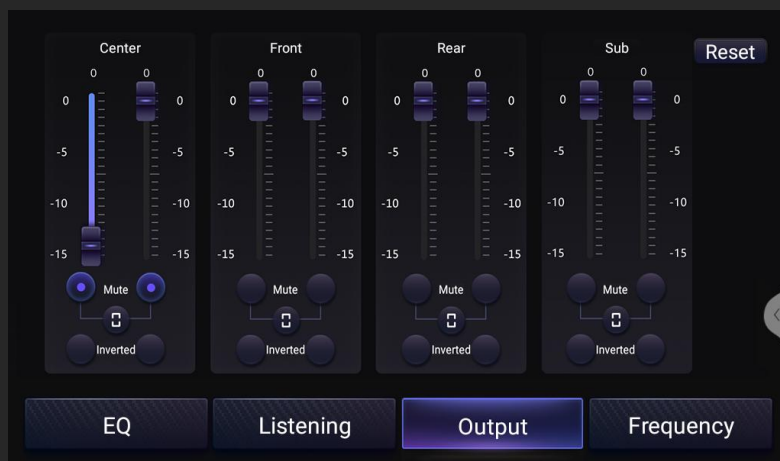 Center Front Rear Sub Reset
0 0 0 0 0 0 0 0
0 0 0 0 0 0 0 0
-5 -5 -5 -5 -5 -5 -5 -5
-10 -10 -10 -10 -10 -10 -10 -10
-15 -15 -15 -15 -15 -15 -15 -15
Mute Mute Mute Mute
Inverted Inverted Inverted Inverted
EQ Listening Output Frequency